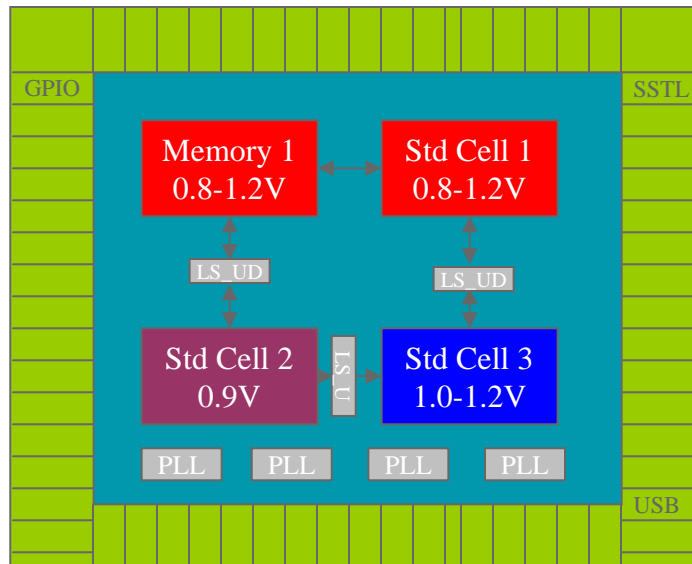 GPIO
SSTL
Memory 1
0.8-1.2V
Std Cell 1
0.8-1.2V
LS_UD
LS_UD
Std Cell 2
0.9V
LS_U
Std Cell 3
1.0-1.2V
PLL
PLL
PLL
PLL
USB